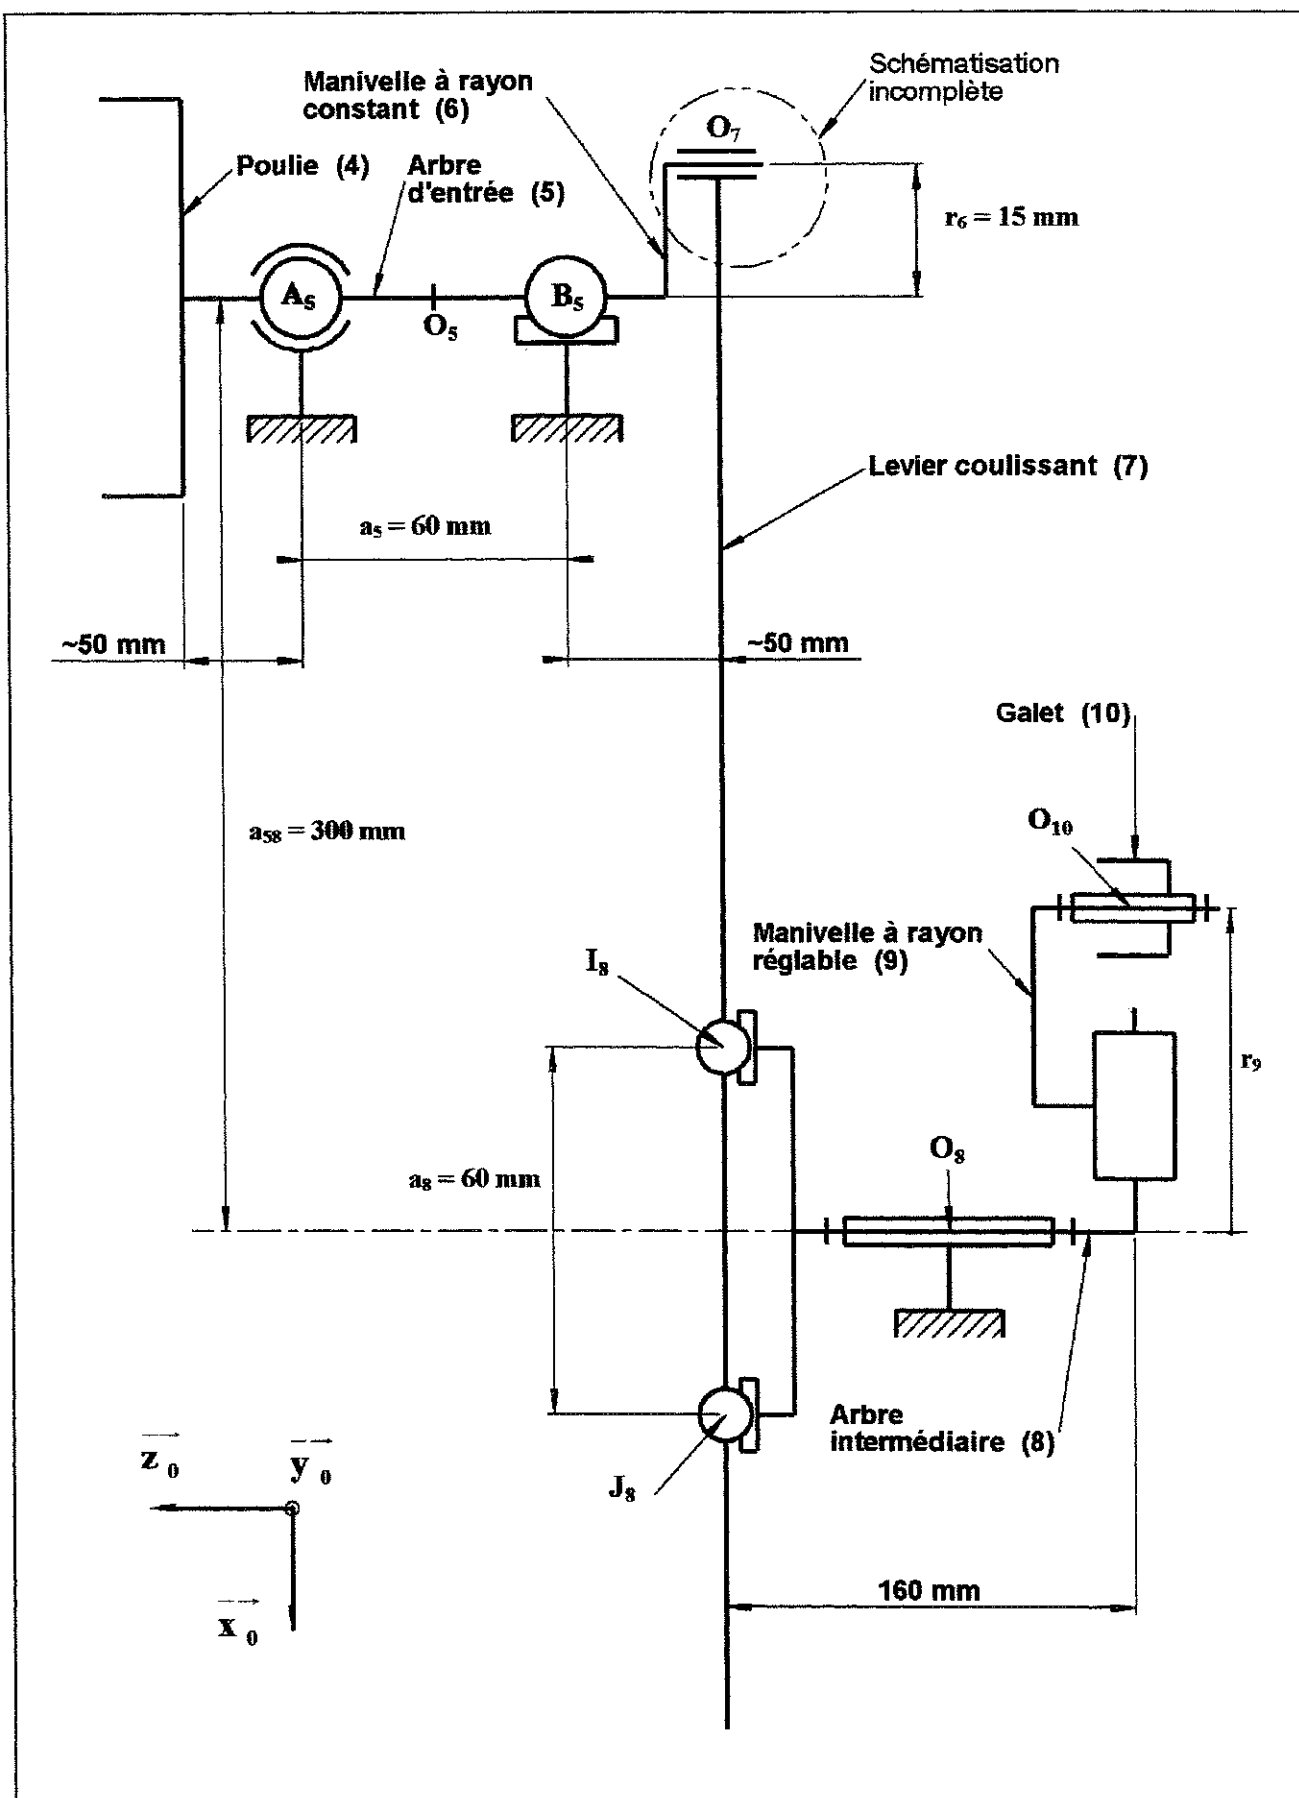 Schématisation
incomplète
Manivelle à rayon
constant (6)
O₇
Poulie (4)
Arbre
d'entrée (5)
r₆ = 15 mm
A₅
B₅
O₅
Levier coulissant (7)
a₅ = 60 mm
~50 mm
~50 mm
Galet (10)
O₁₀
a₅₈ = 300 mm
Manivelle à rayon
réglable (9)
I₈
r₉
O₈
a₈ = 60 mm
Arbre
intermédiaire (8)
z₀
y₀
J₈
160 mm
x₀